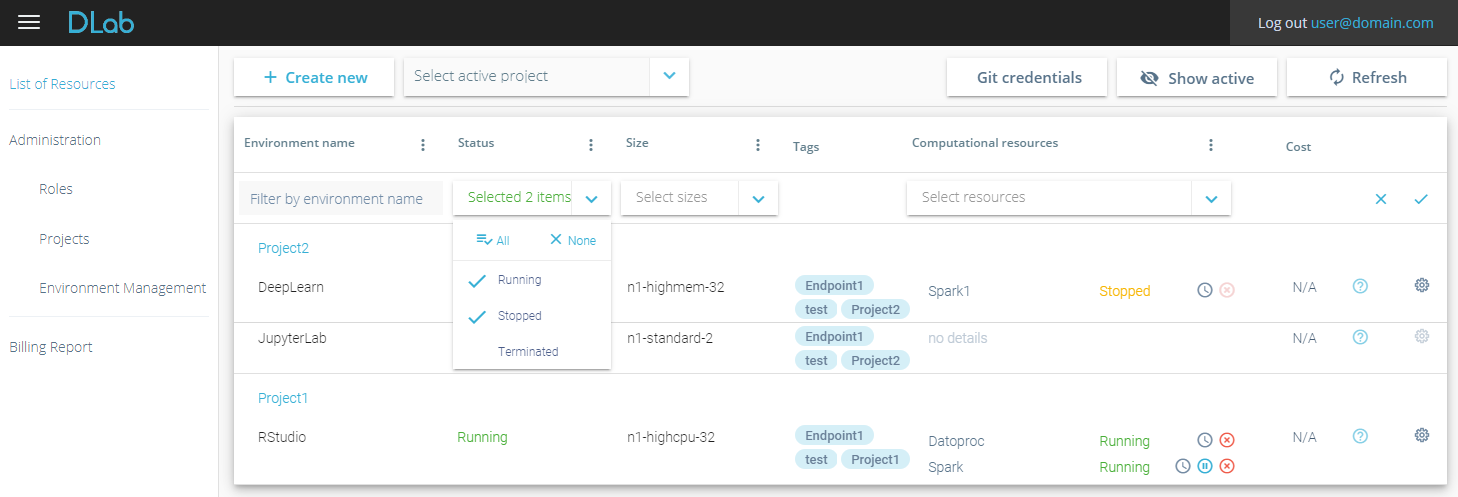 DLab
Log out user@domain.com
List of Resources
Administration
Roles
Projects
Environment Management
Billing Report
Create new
Select active project
Git credentials
Show active
Refresh
Environment name Status Size Tags Computational resources Cost
Filter by environment name Selected 2 items Select sizes Select resources
All None
Running
Stopped
Terminated
Project2
DeepLearn n1-highmem-32 Endpoint1 test Project2 Spark1 Stopped N/A
JupyterLab n1-standard-2 Endpoint1 test Project2 no details N/A
Project1
RStudio Running n1-highcpu-32 Endpoint1 test Project1 Datoproc Running N/A
Spark Running